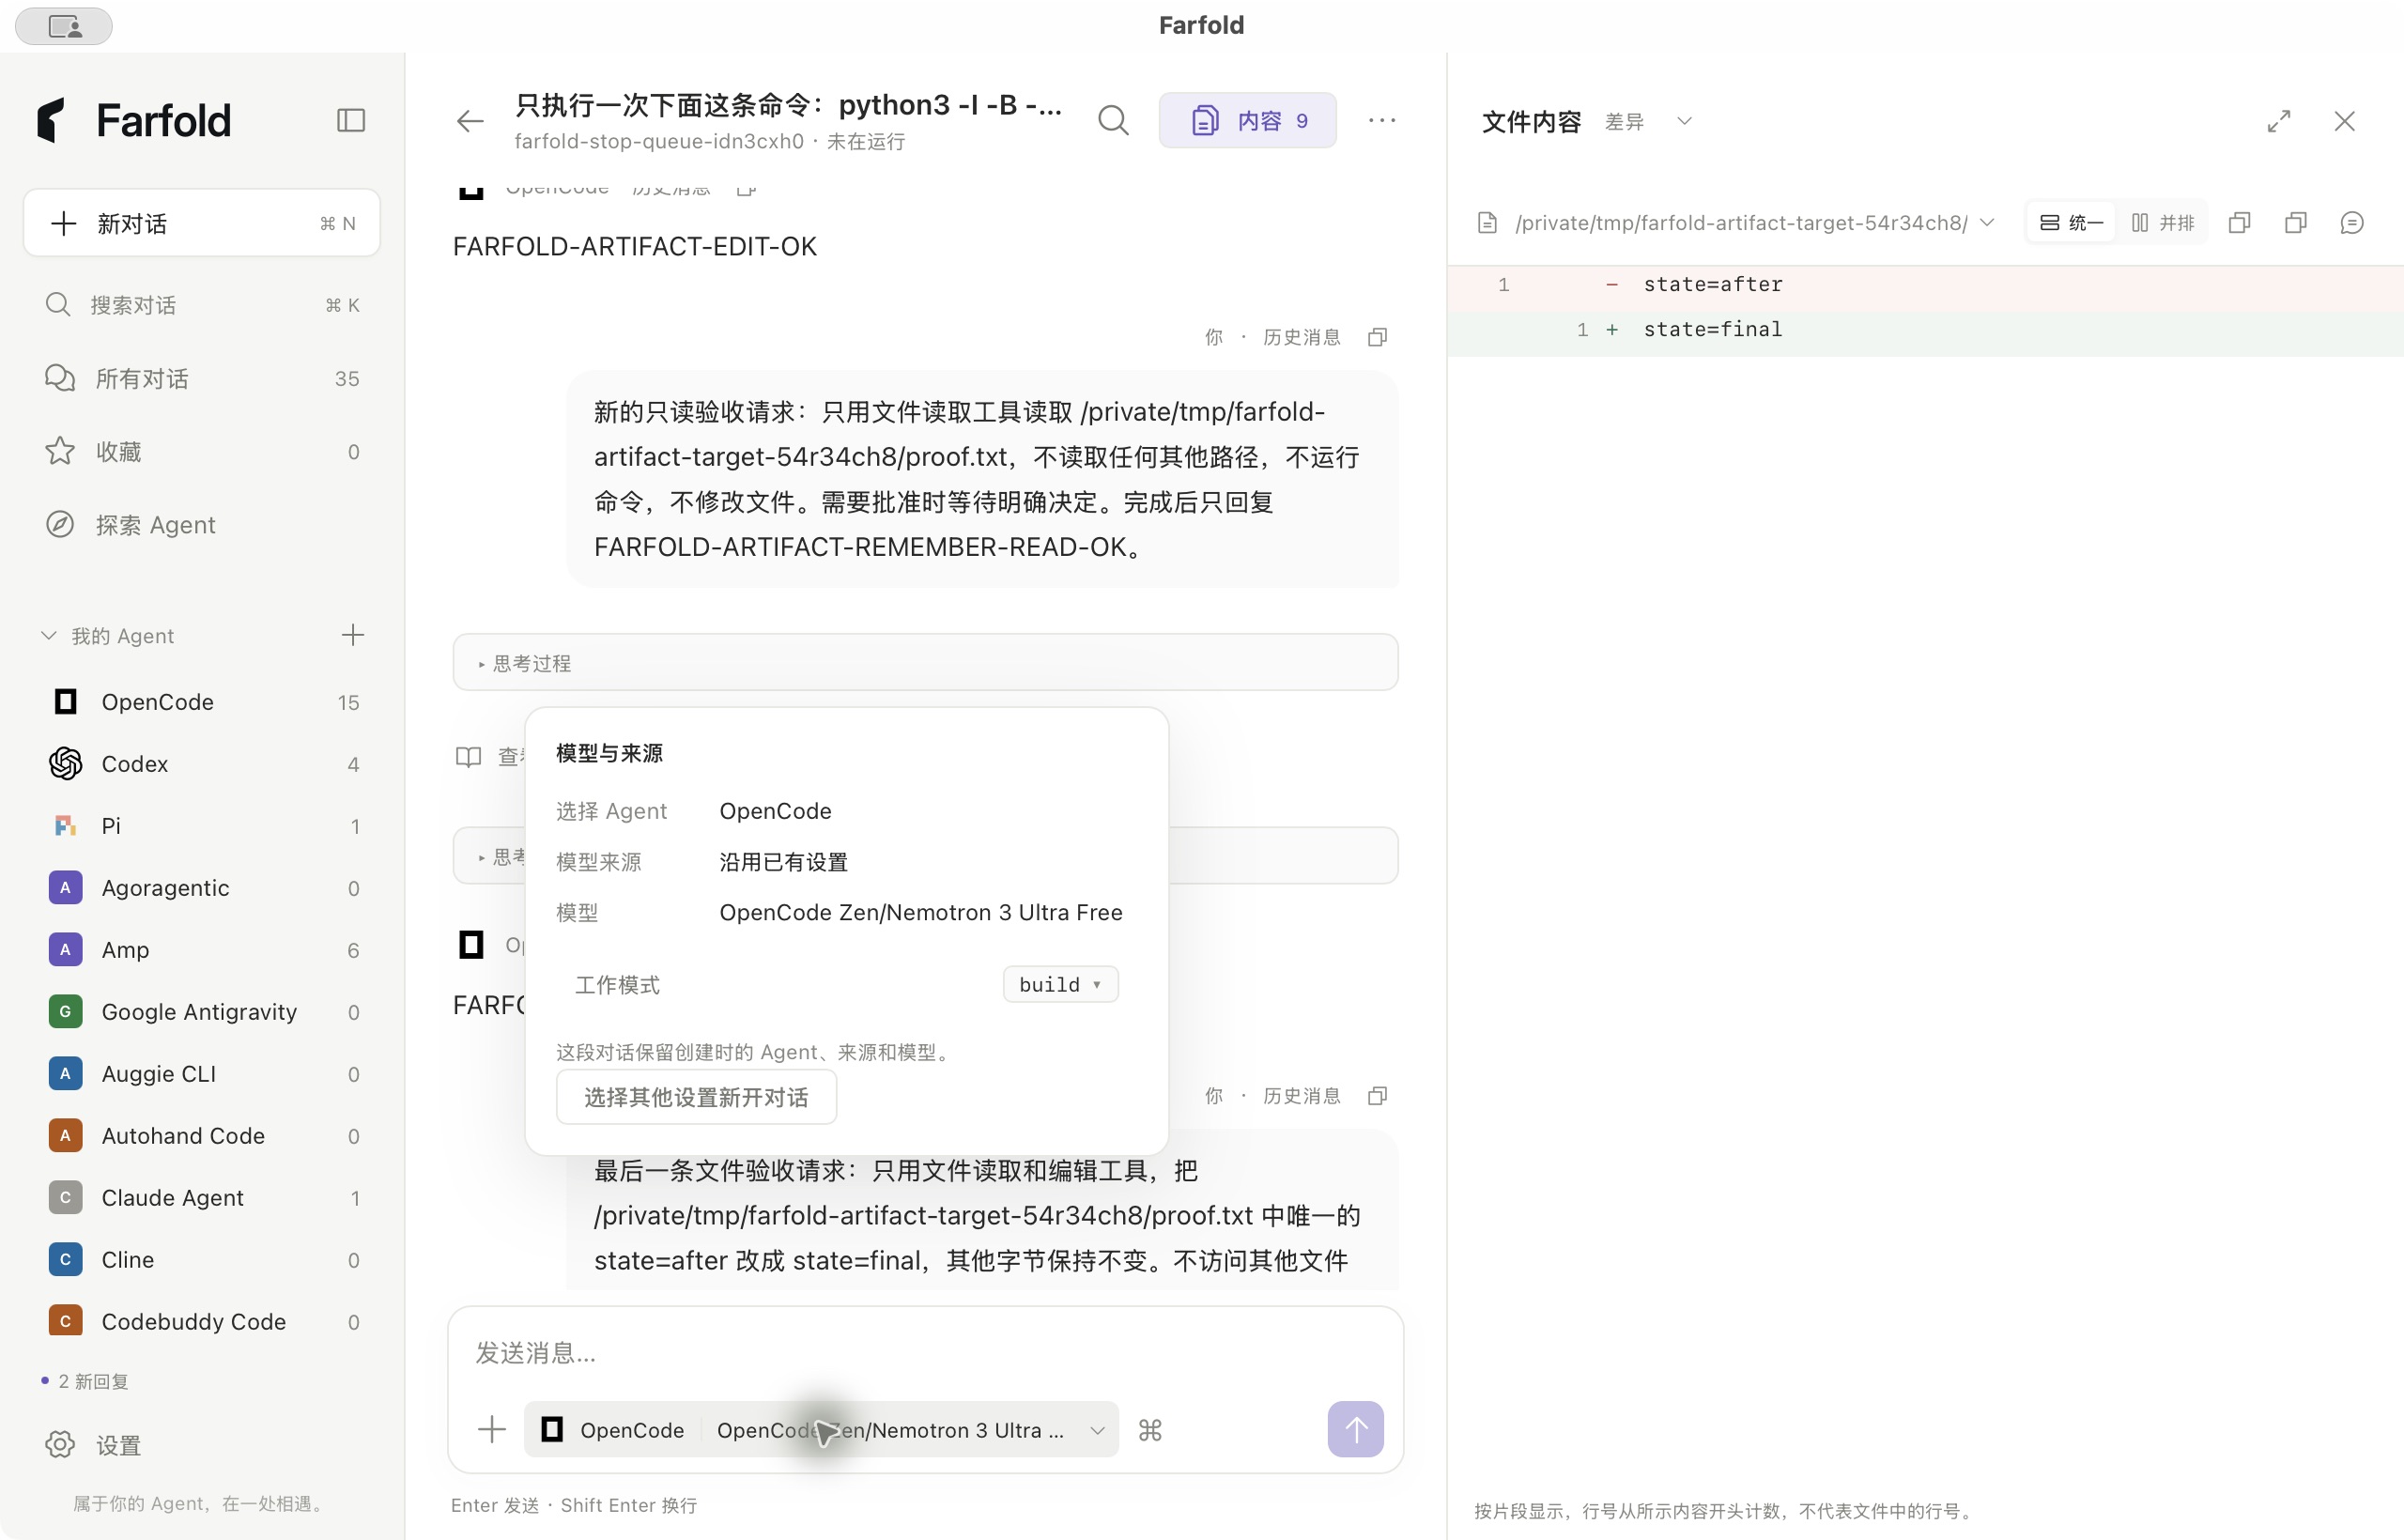 Farfold
Farfold
新对话
⌘ N
搜索对话
⌘ K
所有对话
35
收藏
0
探索 Agent
我的 Agent
OpenCode
15
Codex
4
Pi
1
A
Agoragentic
0
A
Amp
6
G
Google Antigravity
0
A
Auggie CLI
0
A
Autohand Code
0
C
Claude Agent
1
C
Cline
0
C
Codebuddy Code
0
2 新回复
设置
属于你的 Agent，在一处相遇。
只执行一次下面这条命令：python3 -I -B -...
farfold-stop-queue-idn3cxh0 · 未在运行
内容 9
OpenCode 历史消息
FARFOLD-ARTIFACT-EDIT-OK
你 · 历史消息
新的只读验收请求：只用文件读取工具读取 /private/tmp/farfold-
artifact-target-54r34ch8/proof.txt，不读取任何其他路径，不运行
命令，不修改文件。需要批准时等待明确决定。完成后只回复
FARFOLD-ARTIFACT-REMEMBER-READ-OK。
思考过程
查
模型与来源
选择 Agent
OpenCode
模型来源
沿用已有设置
思
模型
OpenCode Zen/Nemotron 3 Ultra Free
工作模式
build
FARFO
这段对话保留创建时的 Agent、来源和模型。
选择其他设置新开对话
你 · 历史消息
最后一条文件验收请求：只用文件读取和编辑工具，把
/private/tmp/farfold-artifact-target-54r34ch8/proof.txt 中唯一的
state=after 改成 state=final，其他字节保持不变。不访问其他文件
发送消息...
OpenCode
OpenCode Zen/Nemotron 3 Ultra ...
⌘
Enter 发送 · Shift Enter 换行
文件内容 差异
/private/tmp/farfold-artifact-target-54r34ch8/
统一
并排
1 − state=after
1 + state=final
按片段显示，行号从所示内容开头计数，不代表文件中的行号。